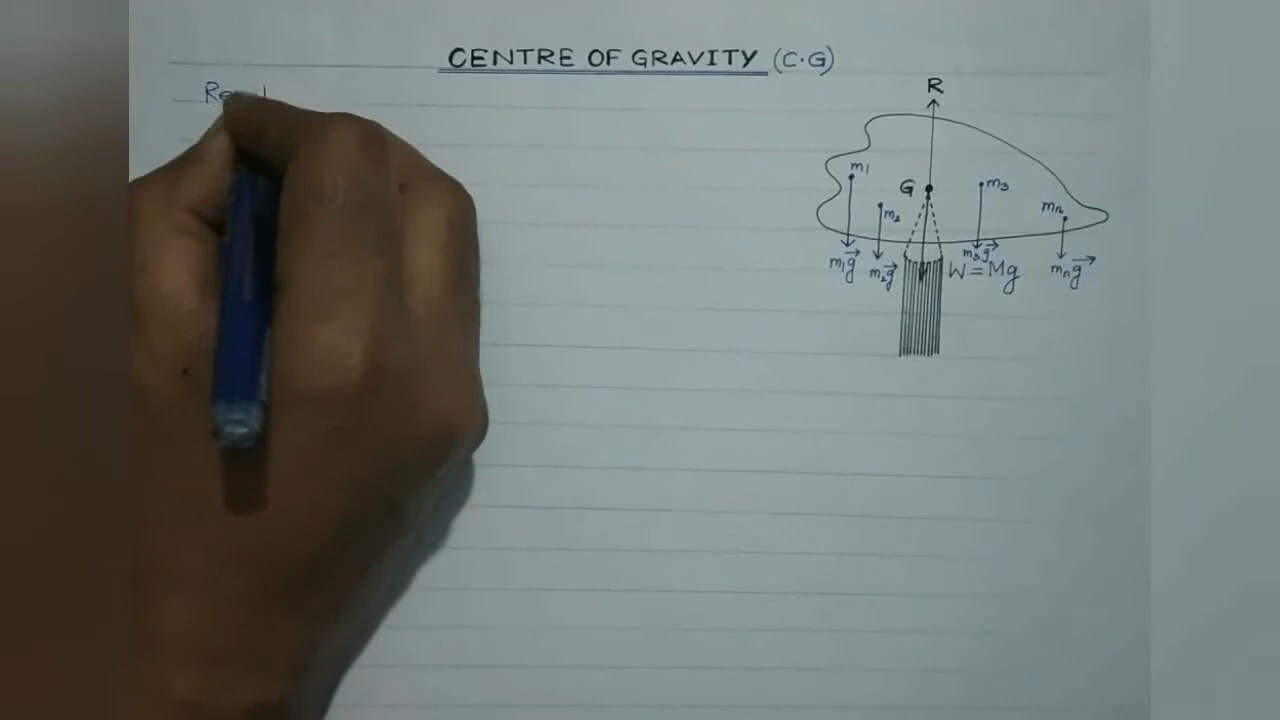 CENTRE OF GRAVITY (C.G)
R
m₁
G
m₃
m₂
mₙ
m₁g⃗
m₂g⃗
m₃g⃗
W=Mg
mₙg⃗